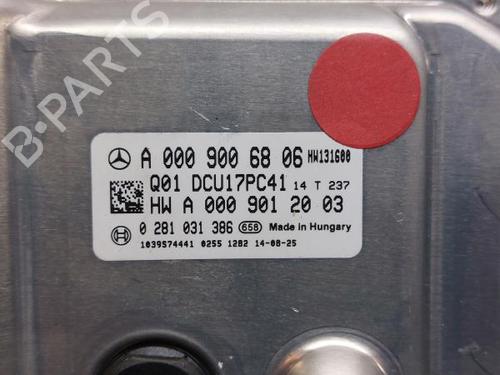 B-PARTS
A 000 900 68 06 HW131600
Q01 DCU17PC41 14 T 237
HW A 000 901 20 03
0 281 031 386 658 Made in Hungary
1039S74441 0255 1282 14-08-25